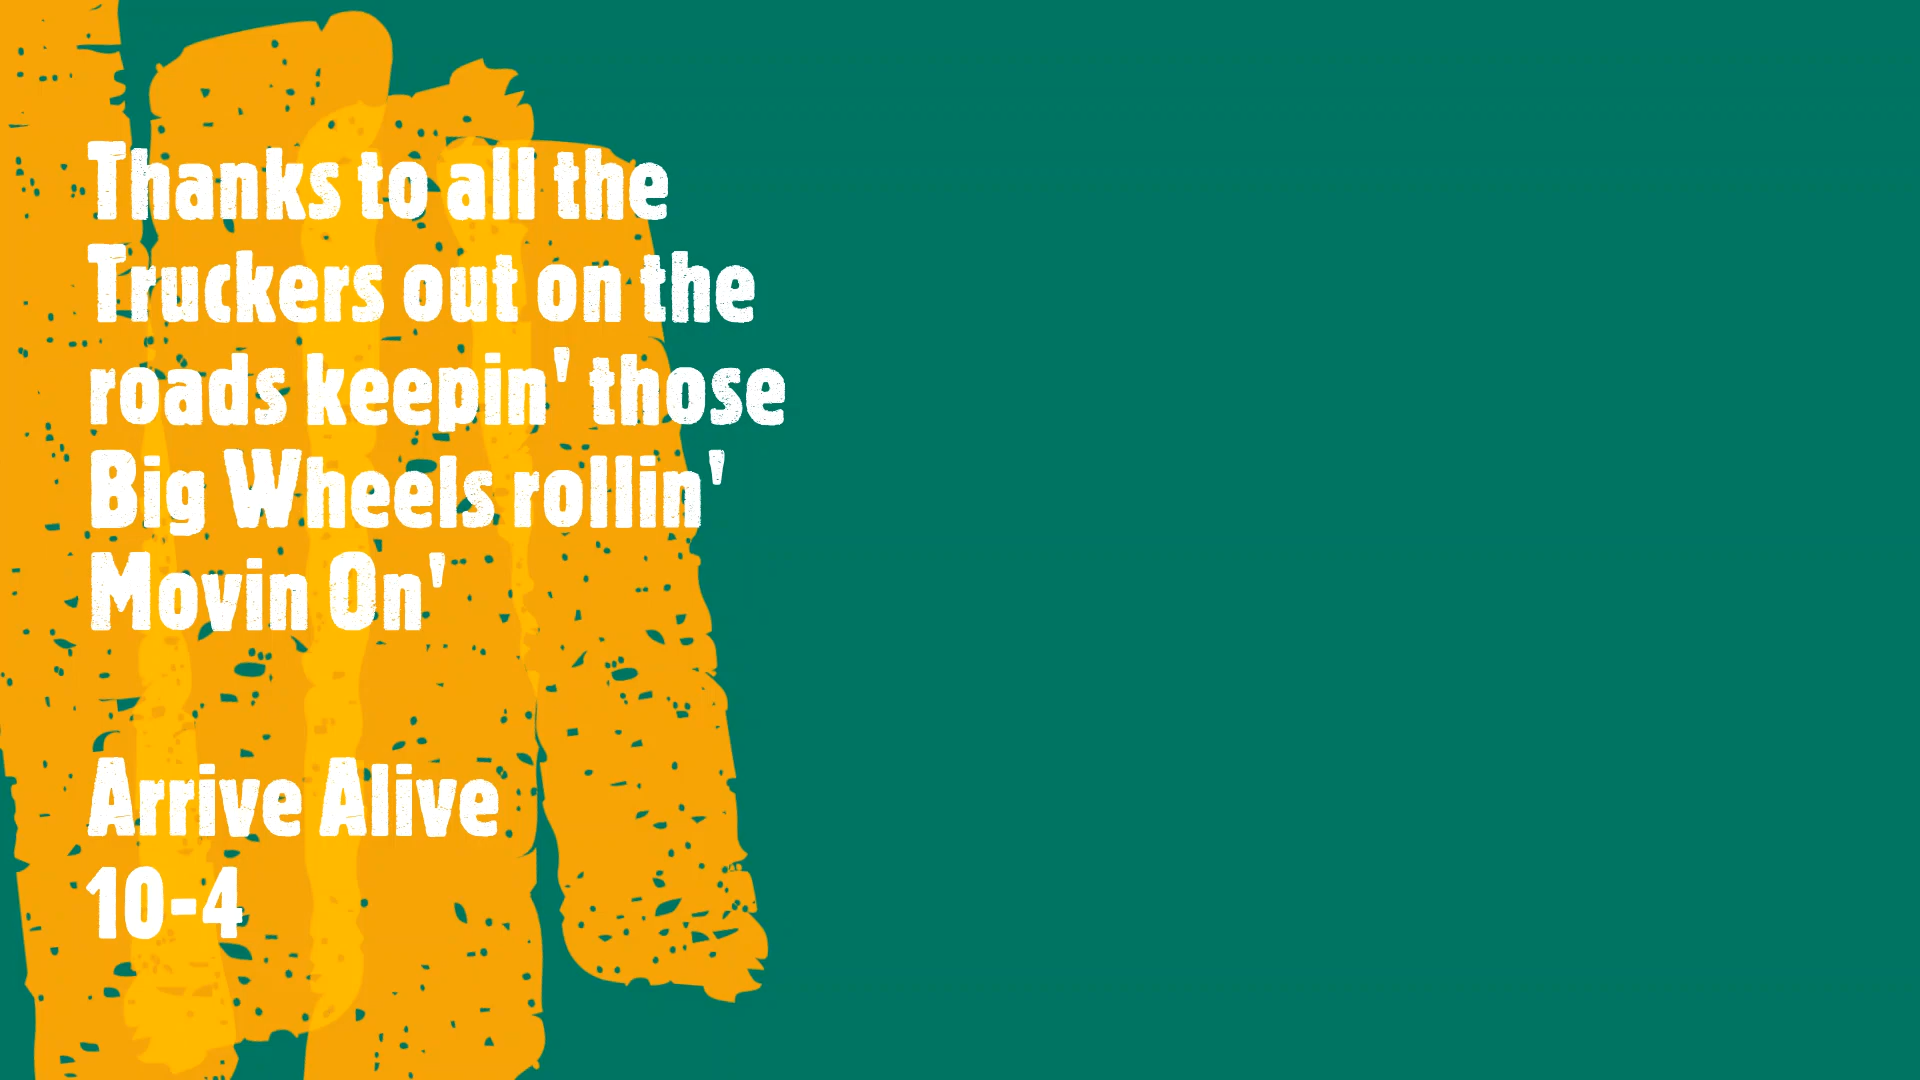 Thanks to all the
Truckers out on the
roads keepin' those
Big Wheels rollin'
Movin On'
Arrive Alive
10-4